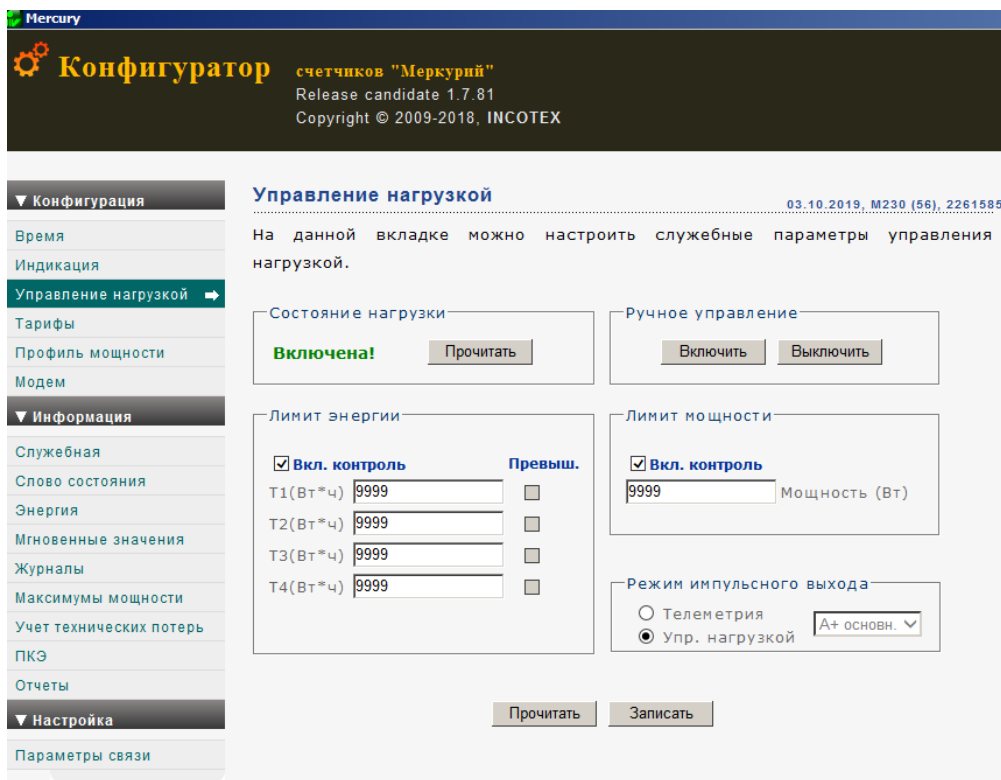 Mercury
Конфигуратор счетчиков "Меркурий"
Release candidate 1.7.81
Copyright © 2009-2018, INCOTEX
▼ Конфигурация
Время
Индикация
Управление нагрузкой
Тарифы
Профиль мощности
Модем
▼ Информация
Служебная
Слово состояния
Энергия
Мгновенные значения
Журналы
Максимумы мощности
Учет технических потерь
ПКЭ
Отчеты
▼ Настройка
Параметры связи
Управление нагрузкой
03.10.2019, M230 (56), 2261585
На данной вкладке можно настроить служебные параметры управления
нагрузкой.
Состояние нагрузки
Включена! Прочитать
Ручное управление
Включить Выключить
Лимит энергии
Вкл. контроль Превыш.
Т1(Вт*ч) 9999
Т2(Вт*ч) 9999
Т3(Вт*ч) 9999
Т4(Вт*ч) 9999
Лимит мощности
Вкл. контроль
9999 Мощность (Вт)
Режим импульсного выхода
Телеметрия
Упр. нагрузкой
А+ основн.
Прочитать Записать